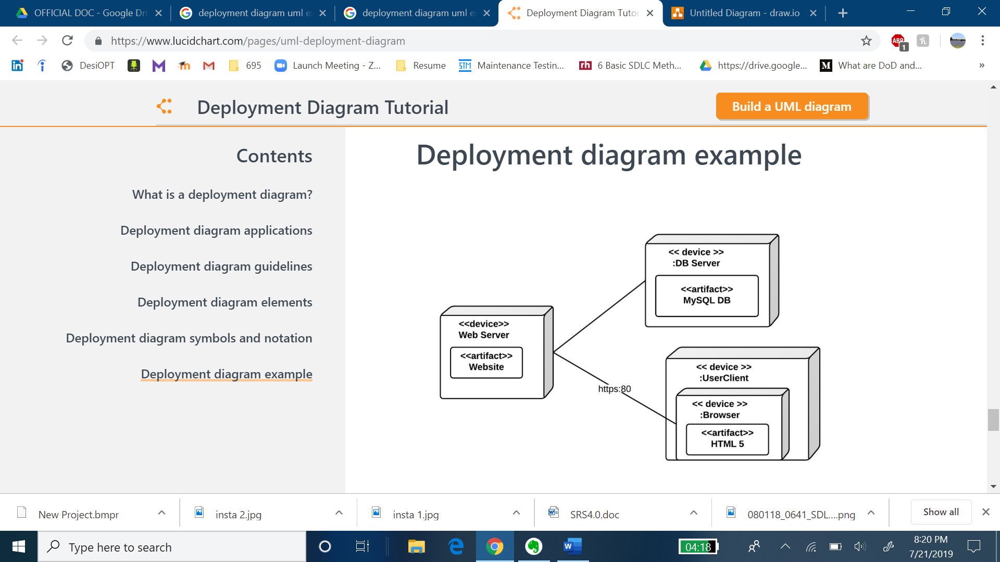 OFFICIAL DOC - Google Dri
deployment diagram uml e
deployment diagram uml e
Deployment Diagram Tutor
Untitled Diagram - draw.io
https://www.lucidchart.com/pages/uml-deployment-diagram
ABP
1
DesiOPT
695
Launch Meeting - Z...
Resume
STM
Maintenance Testin...
rh
6 Basic SDLC Meth...
https://drive.google...
M
What are DoD and...
»
Deployment Diagram Tutorial
Build a UML diagram
Contents
What is a deployment diagram?
Deployment diagram applications
Deployment diagram guidelines
Deployment diagram elements
Deployment diagram symbols and notation
Deployment diagram example
Deployment diagram example
<< device >>
:DB Server
<<artifact>>
MySQL DB
<<device>>
Web Server
<<artifact>>
Website
https:80
<< device >>
:UserClient
<< device >>
:Browser
<<artifact>>
HTML 5
New Project.bmpr
insta 2.jpg
insta 1.jpg
SRS4.0.doc
080118_0641_SDL....png
Show all
Type here to search
04:18
8:20 PM
7/21/2019